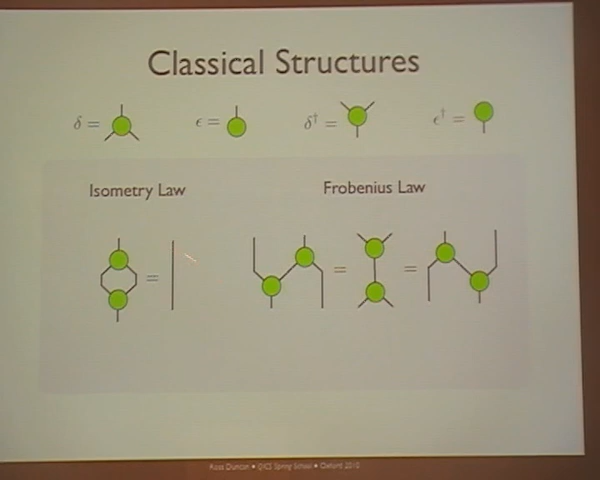 Classical Structures
δ = ϵ = δ† = ϵ† =
Isometry Law Frobenius Law
= = =
Ross Duncan • QICS Spring School • Oxford 2010